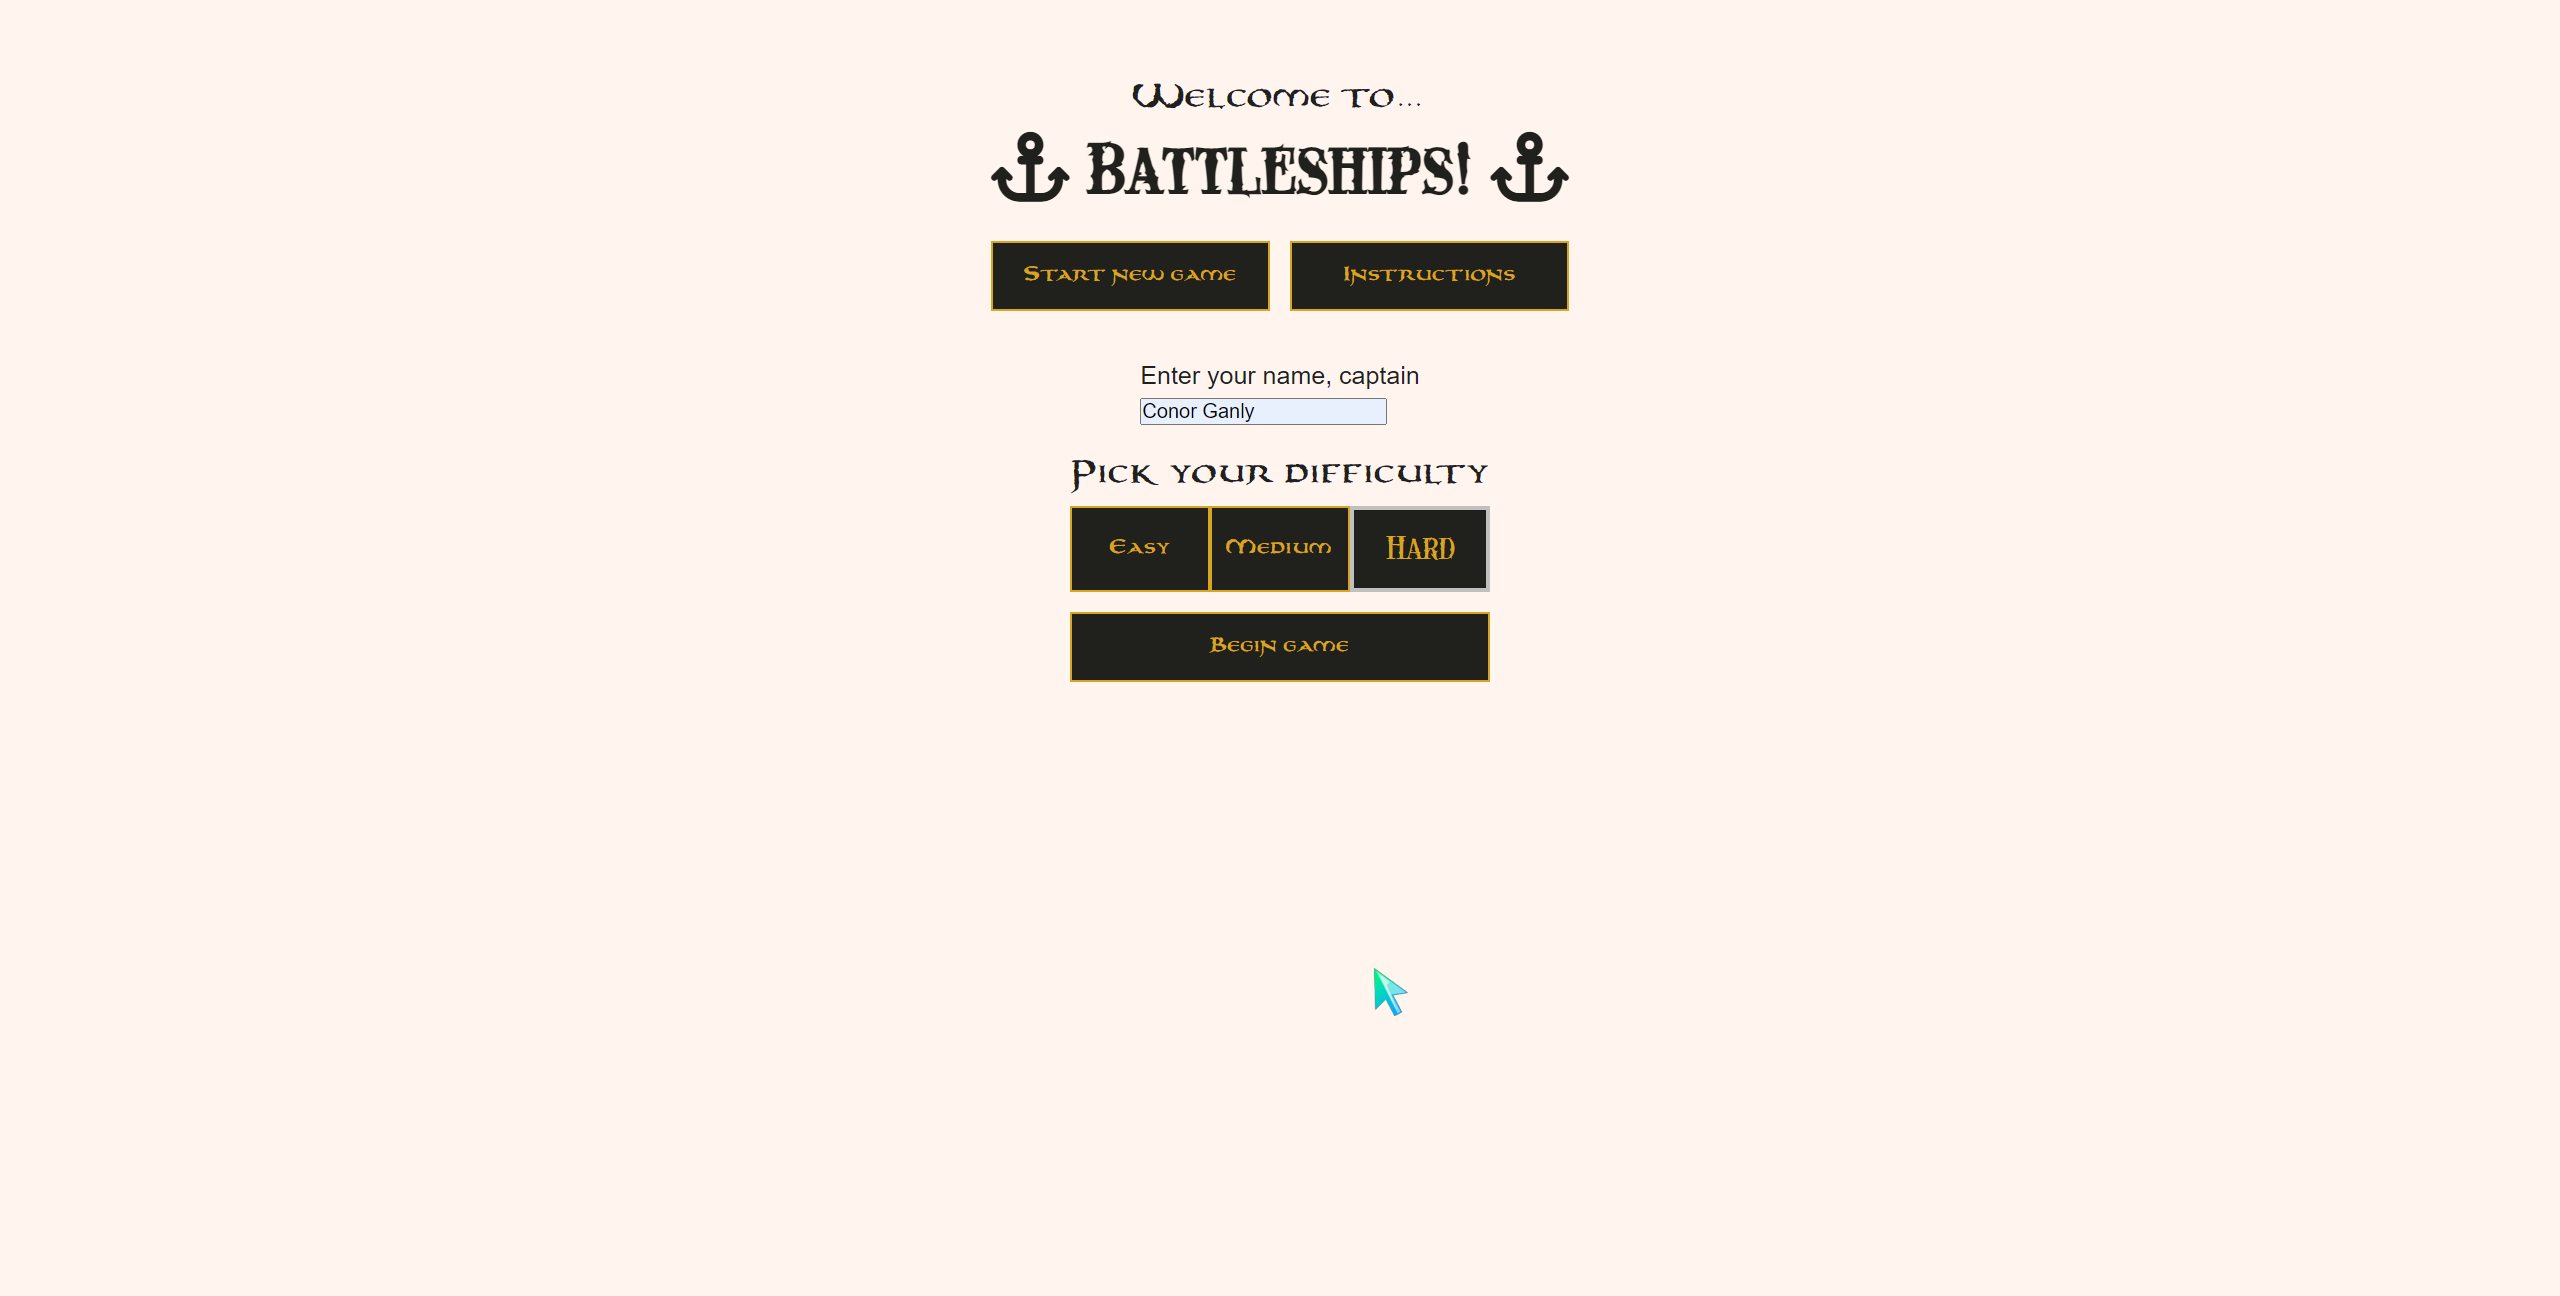 Welcome to...
Battleships!
Start new game
Instructions
Enter your name, captain
Conor Ganly
Pick your difficulty
Easy
Medium
Hard
Begin game